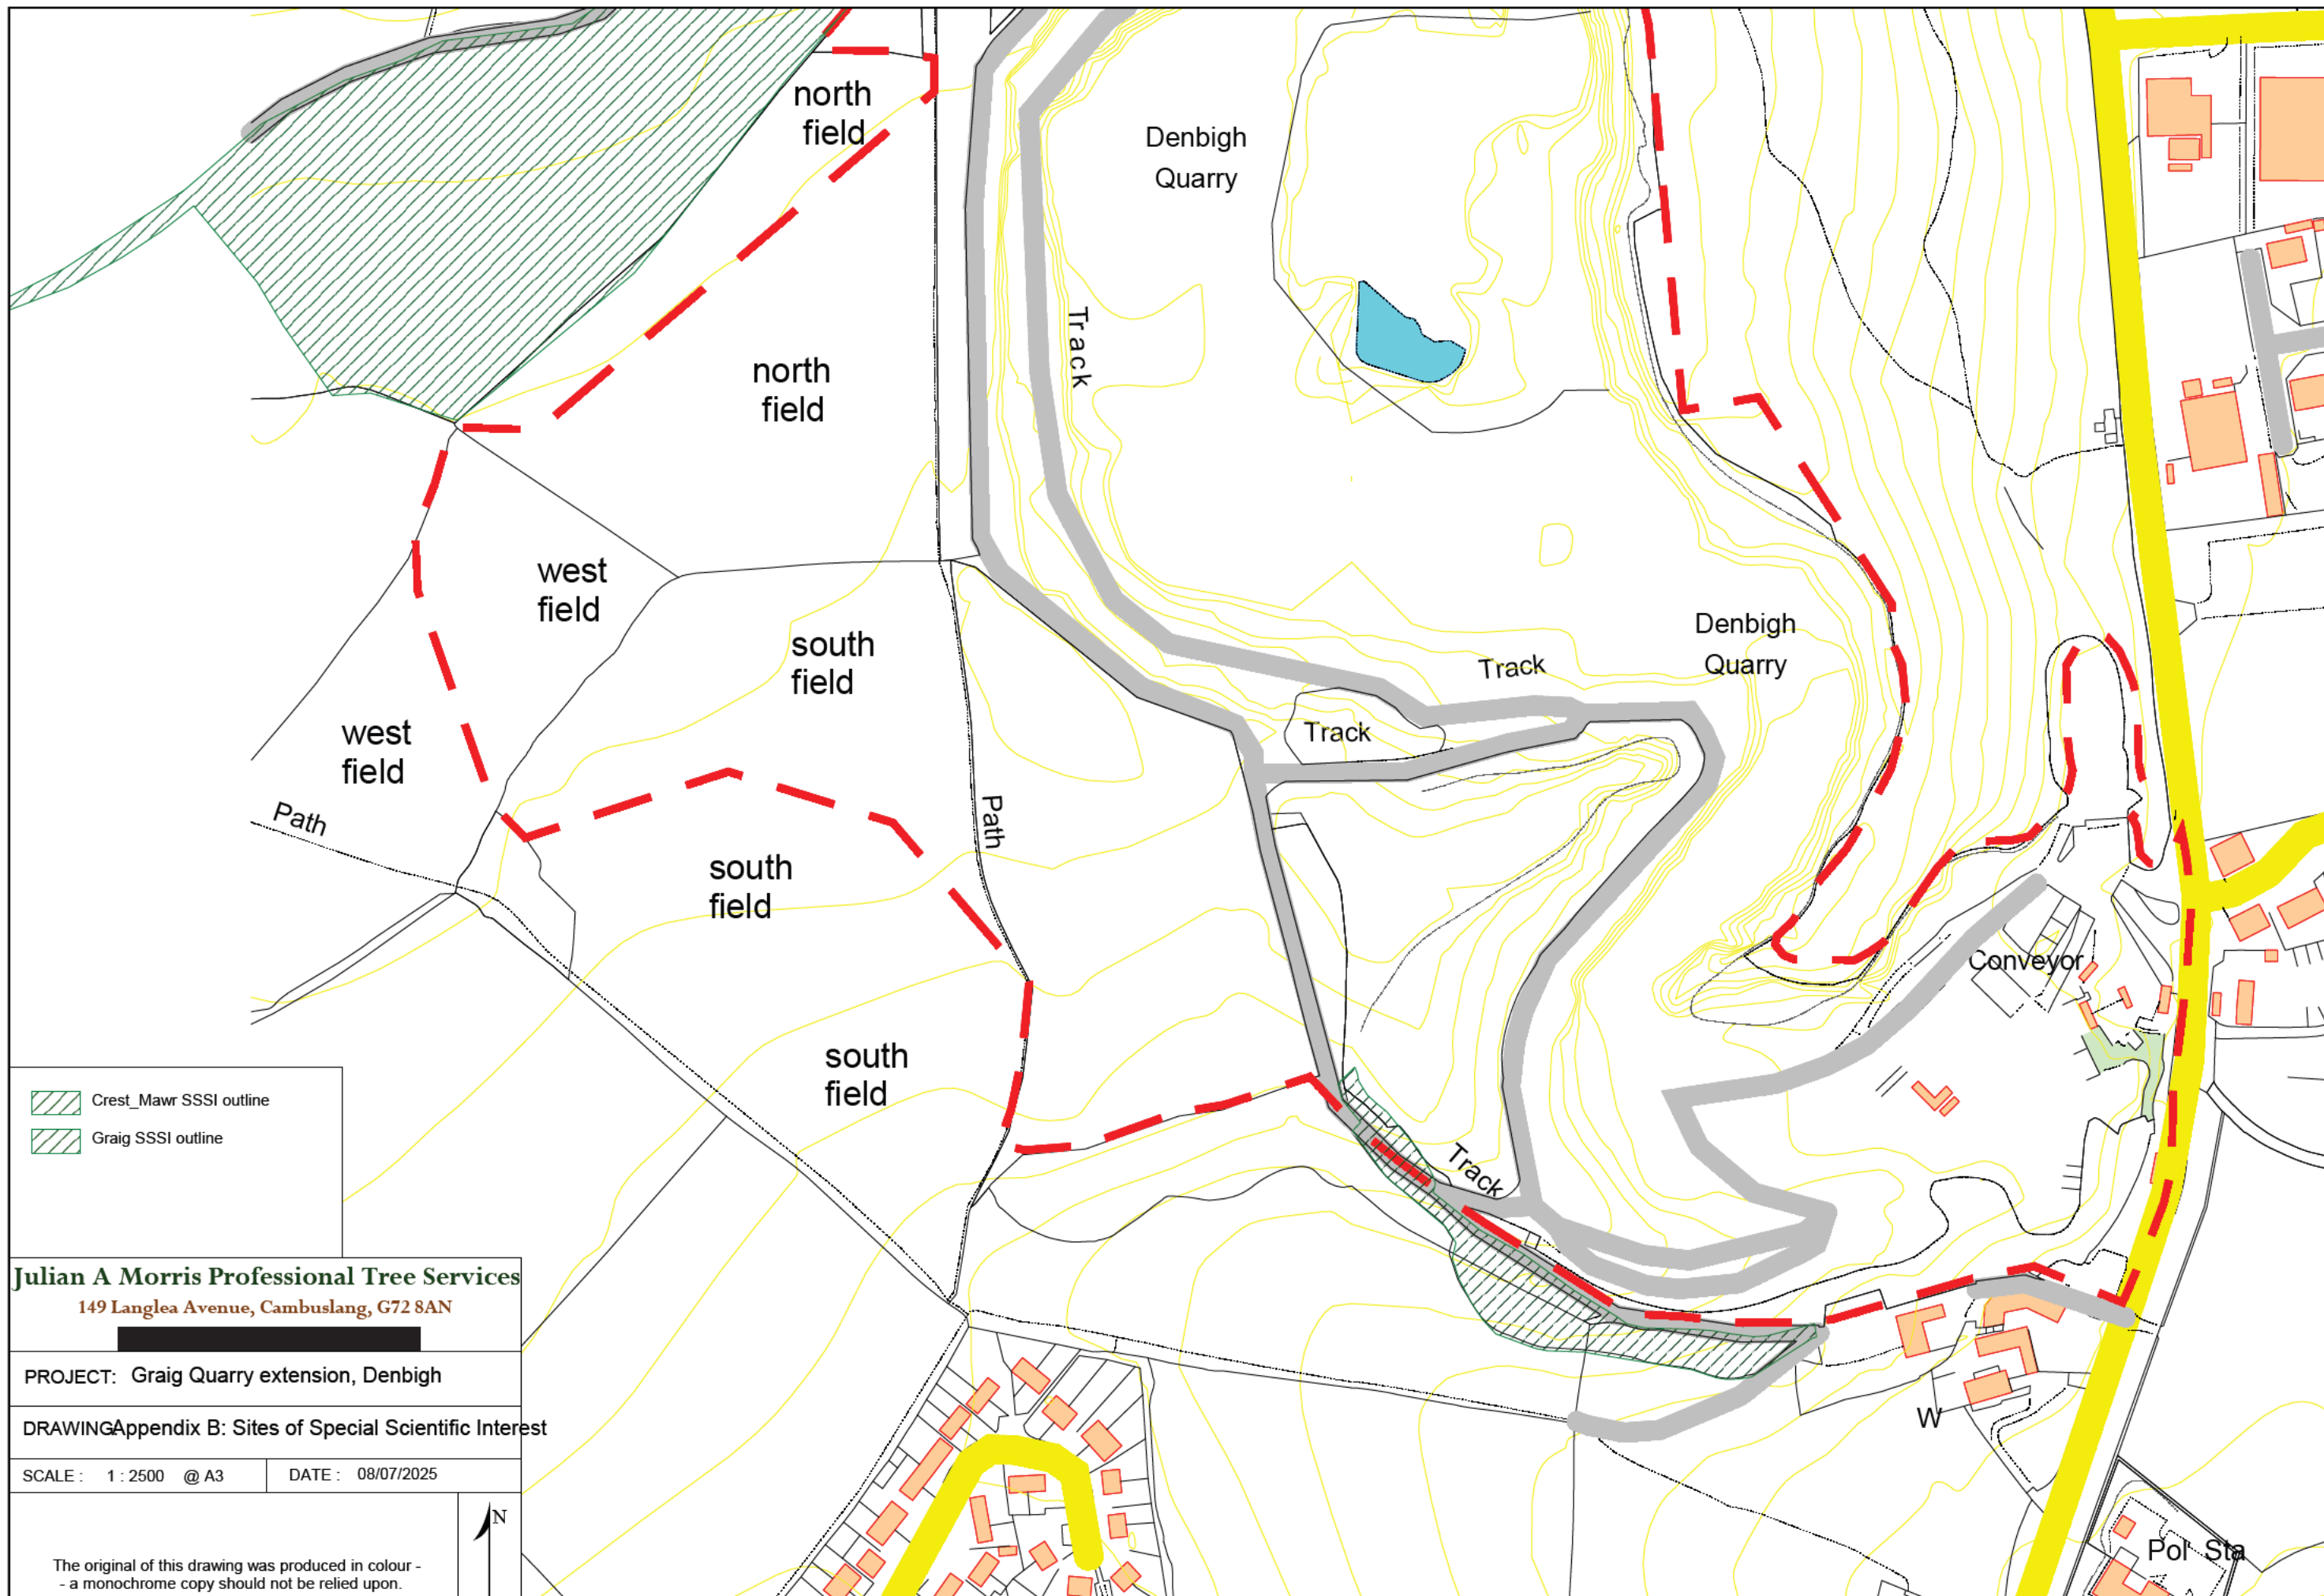 north
field
Denbigh
Quarry
Track
north
field
west
field
south
field
Denbigh
Quarry
Track
Track
west
field
Path
Path
south
field
Conveyor
south
field
Track
W
Pol Sta
Crest_Mawr SSSI outline
Graig SSSI outline
Julian A Morris Professional Tree Services
149 Langlea Avenue, Cambuslang, G72 8AN
PROJECT: Graig Quarry extension, Denbigh
DRAWING Appendix B: Sites of Special Scientific Interest
SCALE : 1 : 2500 @ A3 DATE : 08/07/2025
N
The original of this drawing was produced in colour -
- a monochrome copy should not be relied upon.